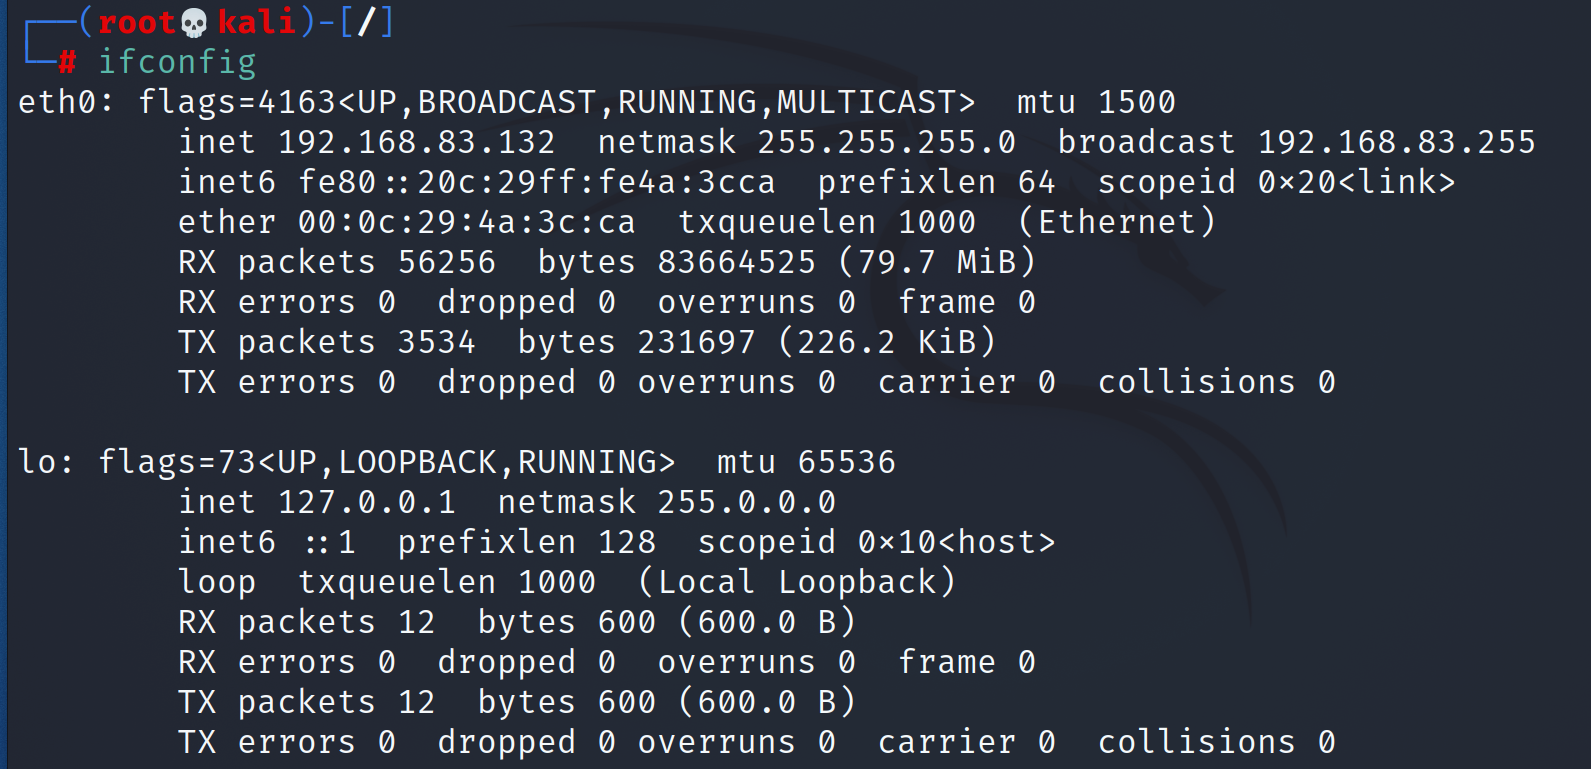 ┌──(root💀kali)-[/]
└─# ifconfig
eth0: flags=4163<UP,BROADCAST,RUNNING,MULTICAST>  mtu 1500
        inet 192.168.83.132  netmask 255.255.255.0  broadcast 192.168.83.255
        inet6 fe80::20c:29ff:fe4a:3cca  prefixlen 64  scopeid 0×20<link>
        ether 00:0c:29:4a:3c:ca  txqueuelen 1000  (Ethernet)
        RX packets 56256  bytes 83664525 (79.7 MiB)
        RX errors 0  dropped 0  overruns 0  frame 0
        TX packets 3534  bytes 231697 (226.2 KiB)
        TX errors 0  dropped 0 overruns 0  carrier 0  collisions 0

lo: flags=73<UP,LOOPBACK,RUNNING>  mtu 65536
        inet 127.0.0.1  netmask 255.0.0.0
        inet6 ::1  prefixlen 128  scopeid 0×10<host>
        loop  txqueuelen 1000  (Local Loopback)
        RX packets 12  bytes 600 (600.0 B)
        RX errors 0  dropped 0  overruns 0  frame 0
        TX packets 12  bytes 600 (600.0 B)
        TX errors 0  dropped 0 overruns 0  carrier 0  collisions 0